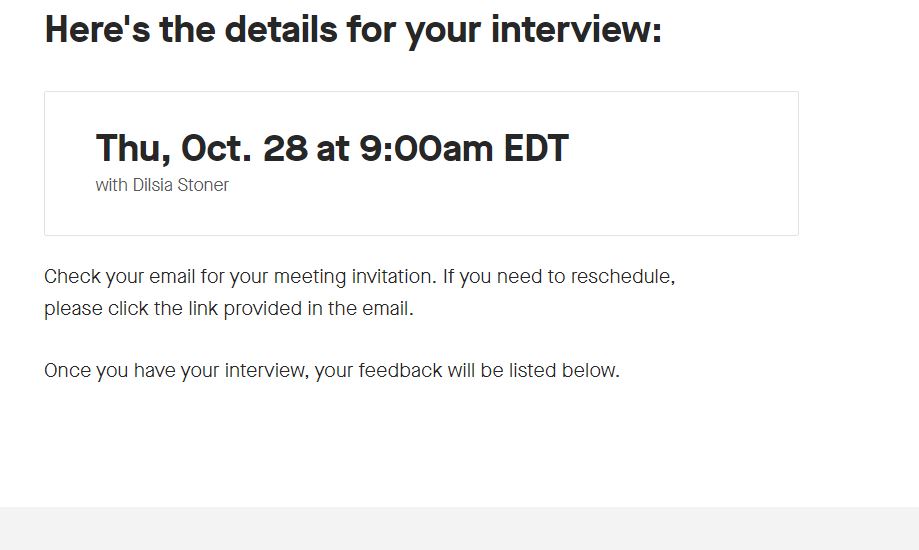 Here's the details for your interview:
Thu, Oct. 28 at 9:00am EDT
with Dilsia Stoner
Check your email for your meeting invitation. If you need to reschedule,
please click the link provided in the email.
Once you have your interview, your feedback will be listed below.